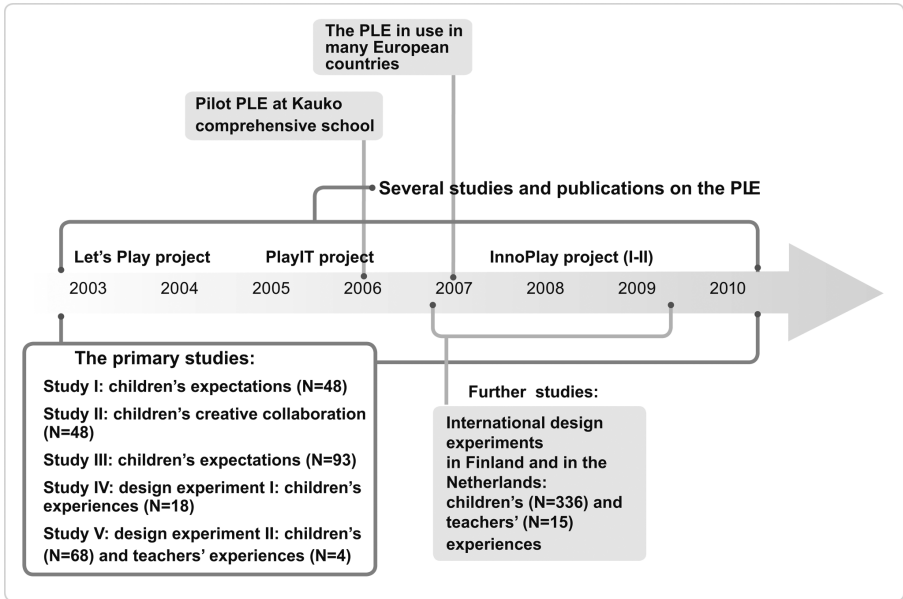 The PLE in use in
many European
countries
Pilot PLE at Kauko
comprehensive school
Several studies and publications on the PLE
Let's Play project
PlayIT project
InnoPlay project (I-II)
2003
2004
2005
2006
2007
2008
2009
2010
The primary studies:
Study I: children's expectations (N=48)
Study II: children's creative collaboration
(N=48)
Study III: children's expectations (N=93)
Study IV: design experiment I: children's
experiences (N=18)
Study V: design experiment II: children's
(N=68) and teachers' experiences (N=4)
Further studies:
International design
experiments
in Finland and in the
Netherlands:
children's (N=336) and
teachers' (N=15)
experiences